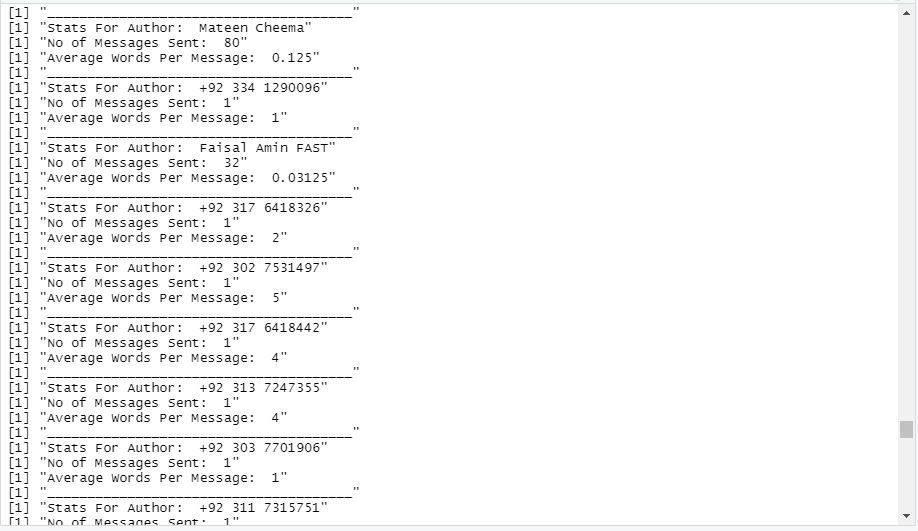 [1] "______________________________________"
[1] "Stats For Author:  Mateen Cheema"
[1] "No of Messages Sent:  80"
[1] "Average Words Per Message:  0.125"
[1] "______________________________________"
[1] "Stats For Author:  +92 334 1290096"
[1] "No of Messages Sent:  1"
[1] "Average Words Per Message:  1"
[1] "______________________________________"
[1] "Stats For Author:  Faisal Amin FAST"
[1] "No of Messages Sent:  32"
[1] "Average Words Per Message:  0.03125"
[1] "______________________________________"
[1] "Stats For Author:  +92 317 6418326"
[1] "No of Messages Sent:  1"
[1] "Average Words Per Message:  2"
[1] "______________________________________"
[1] "Stats For Author:  +92 302 7531497"
[1] "No of Messages Sent:  1"
[1] "Average Words Per Message:  5"
[1] "______________________________________"
[1] "Stats For Author:  +92 317 6418442"
[1] "No of Messages Sent:  1"
[1] "Average Words Per Message:  4"
[1] "______________________________________"
[1] "Stats For Author:  +92 313 7247355"
[1] "No of Messages Sent:  1"
[1] "Average Words Per Message:  4"
[1] "______________________________________"
[1] "Stats For Author:  +92 303 7701906"
[1] "No of Messages Sent:  1"
[1] "Average Words Per Message:  1"
[1] "______________________________________"
[1] "Stats For Author:  +92 311 7315751"
[1] "No of Messages Sent:  1"